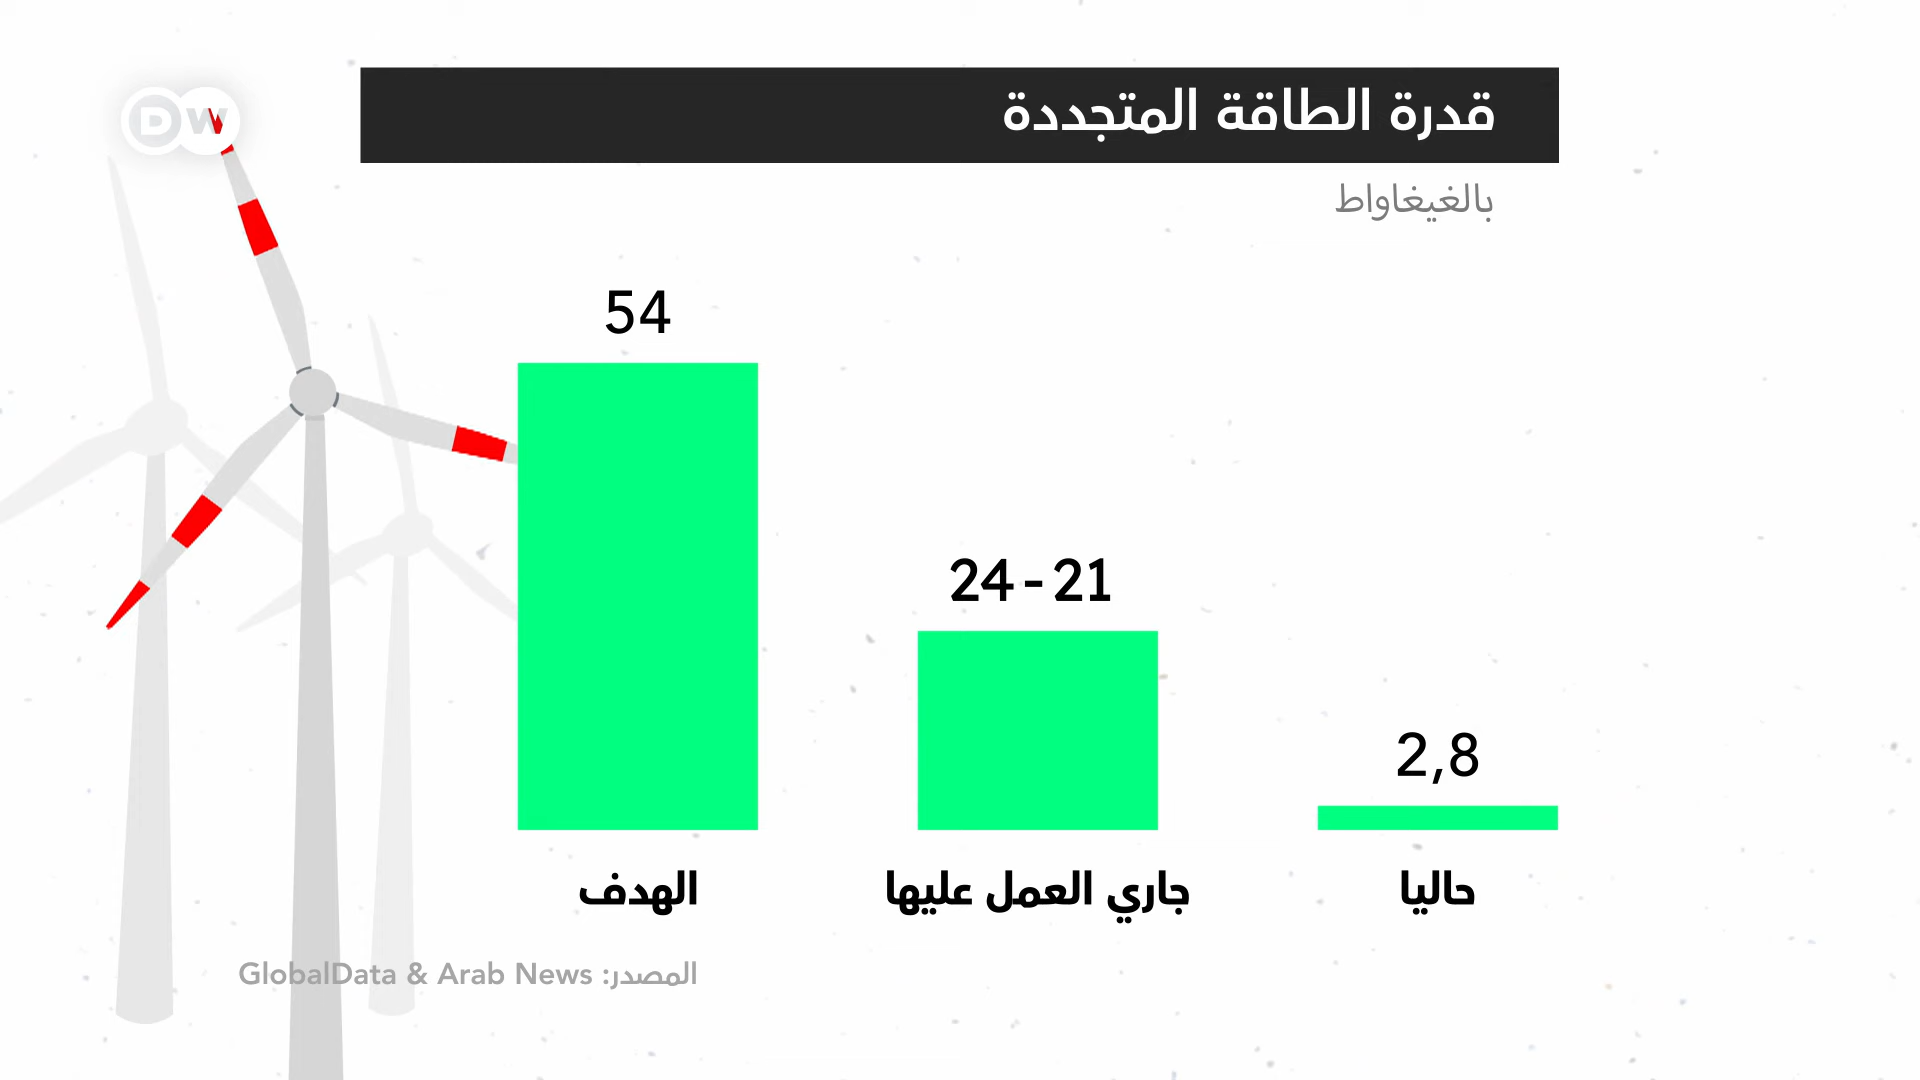 DW
قدرة الطاقة المتجددة
بالغيغاواط
2,8
21 - 24
54
حاليا
جاري العمل عليها
الهدف
المصدر: GlobalData & Arab News